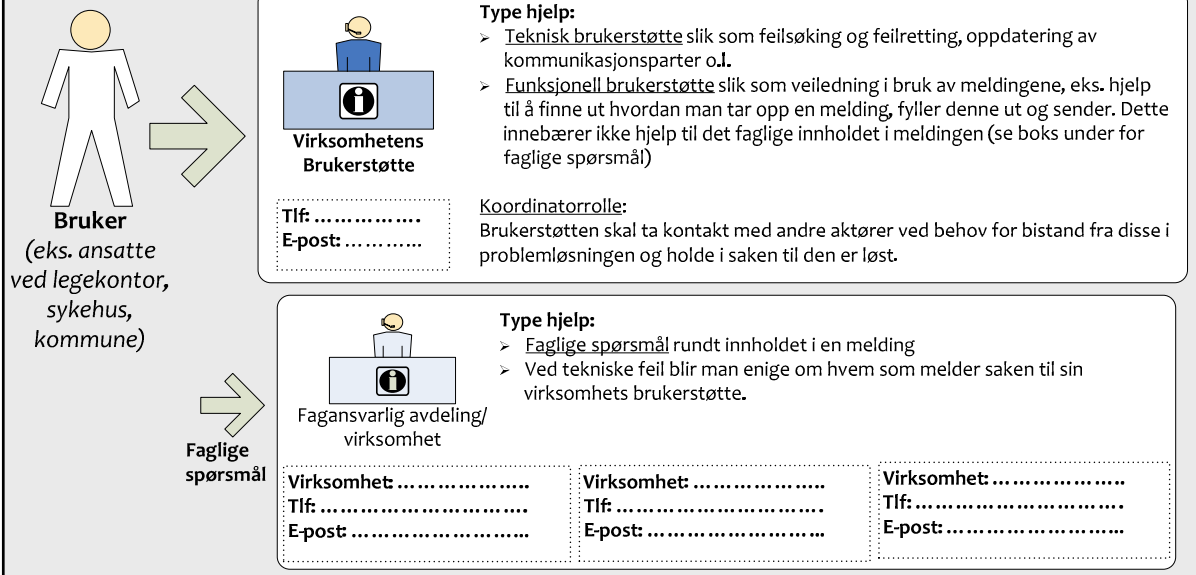 Bruker
(eks. ansatte
ved legekontor,
sykehus,
kommune)
Virksomhetens
Brukerstøtte
Tlf: …………….
E-post: ………...
Type hjelp:
➢ Teknisk brukerstøtte slik som feilsøking og feilretting, oppdatering av
kommunikasjonsparter o.l.
➢ Funksjonell brukerstøtte slik som veiledning i bruk av meldingene, eks. hjelp
til å finne ut hvordan man tar opp en melding, fyller denne ut og sender. Dette
innebærer ikke hjelp til det faglige innholdet i meldingen (se boks under for
faglige spørsmål)
Koordinatorrolle:
Brukerstøtten skal ta kontakt med andre aktører ved behov for bistand fra disse i
problemløsningen og holde i saken til den er løst.
Faglige
spørsmål
Fagansvarlig avdeling/
virksomhet
Type hjelp:
➢ Faglige spørsmål rundt innholdet i en melding
➢ Ved tekniske feil blir man enige om hvem som melder saken til sin
virksomhets brukerstøtte.
Virksomhet: ………………..
Tlf: ……………………….
E-post: ……………………...
Virksomhet: ………………..
Tlf: ……………………….
E-post: ……………………...
Virksomhet: ………………..
Tlf: ……………………….
E-post: ……………………...